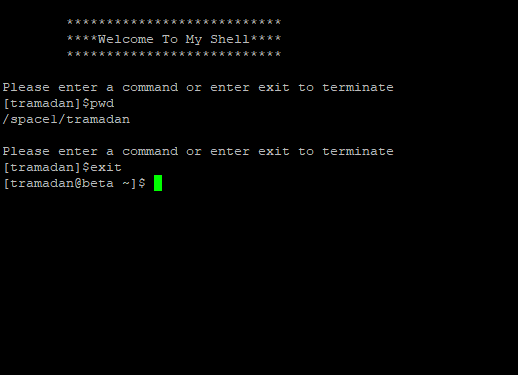 ***************************
****Welcome To My Shell****
***************************
Please enter a command or enter exit to terminate
[tramadan]$pwd
/space1/tramadan
Please enter a command or enter exit to terminate
[tramadan]$exit
[tramadan@beta ~]$